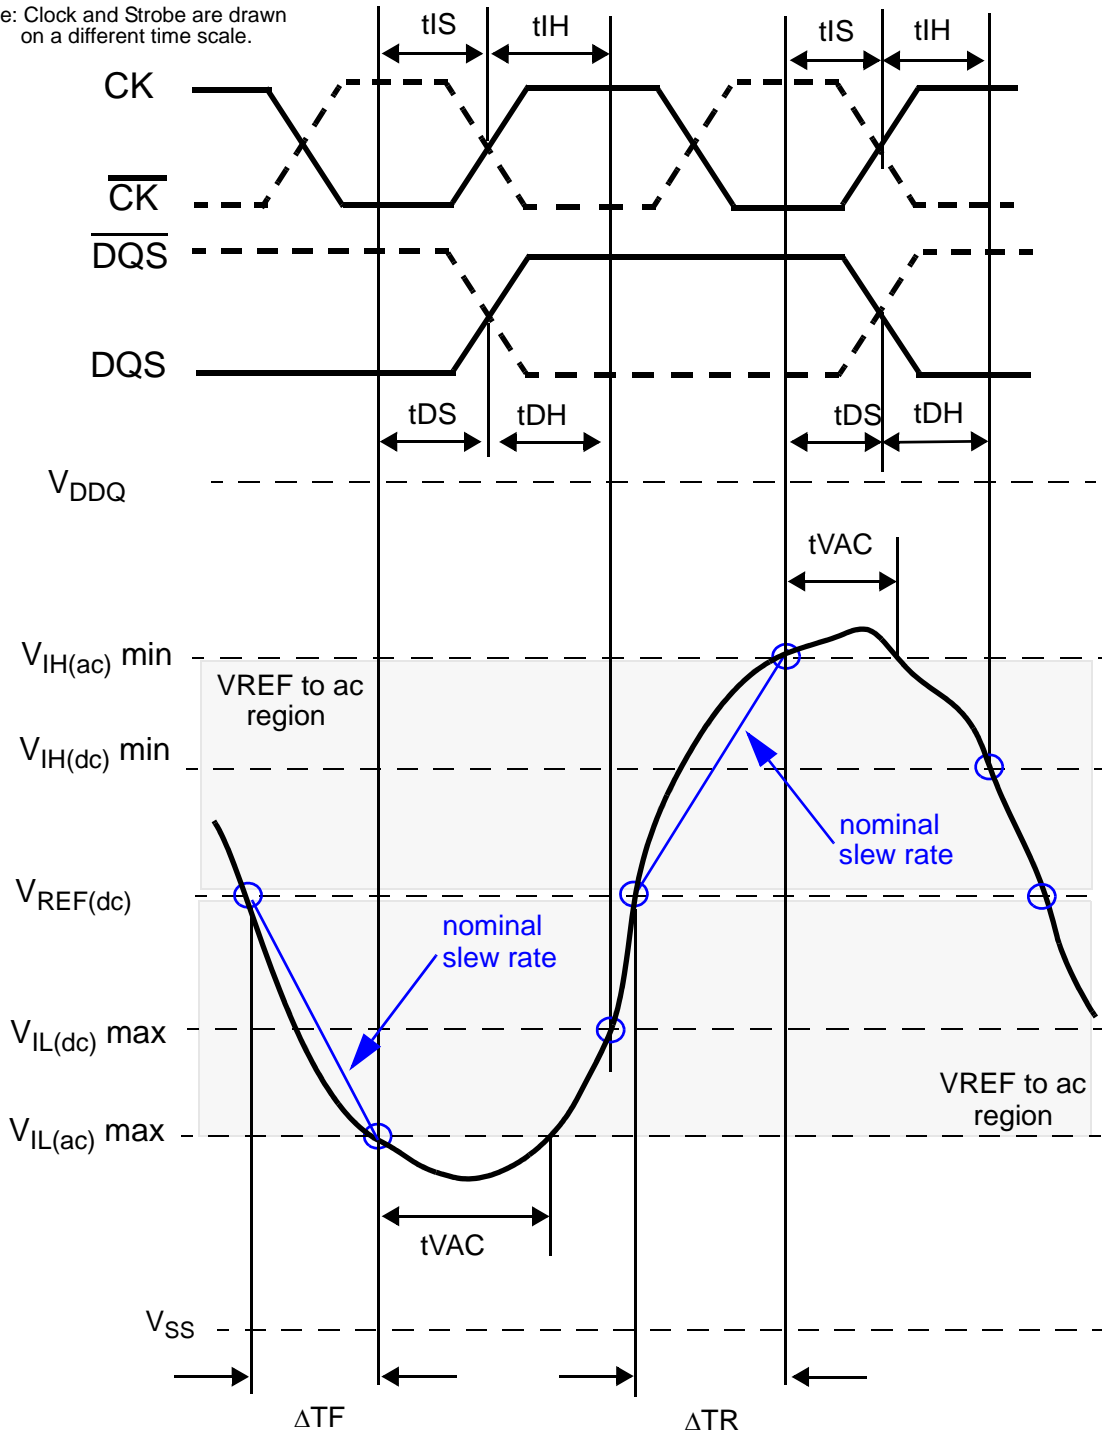 e: Clock and Strobe are drawn
on a different time scale.
tIS tIH tIS tIH
CK
CK
DQS
DQS
tDS tDH tDS tDH
VDDQ
tVAC
VIH(ac) min
VREF to ac
region
VIH(dc) min
nominal
slew rate
VREF(dc)
nominal
slew rate
VIL(dc) max
VREF to ac
region
VIL(ac) max
tVAC
VSS
ΔTF ΔTR